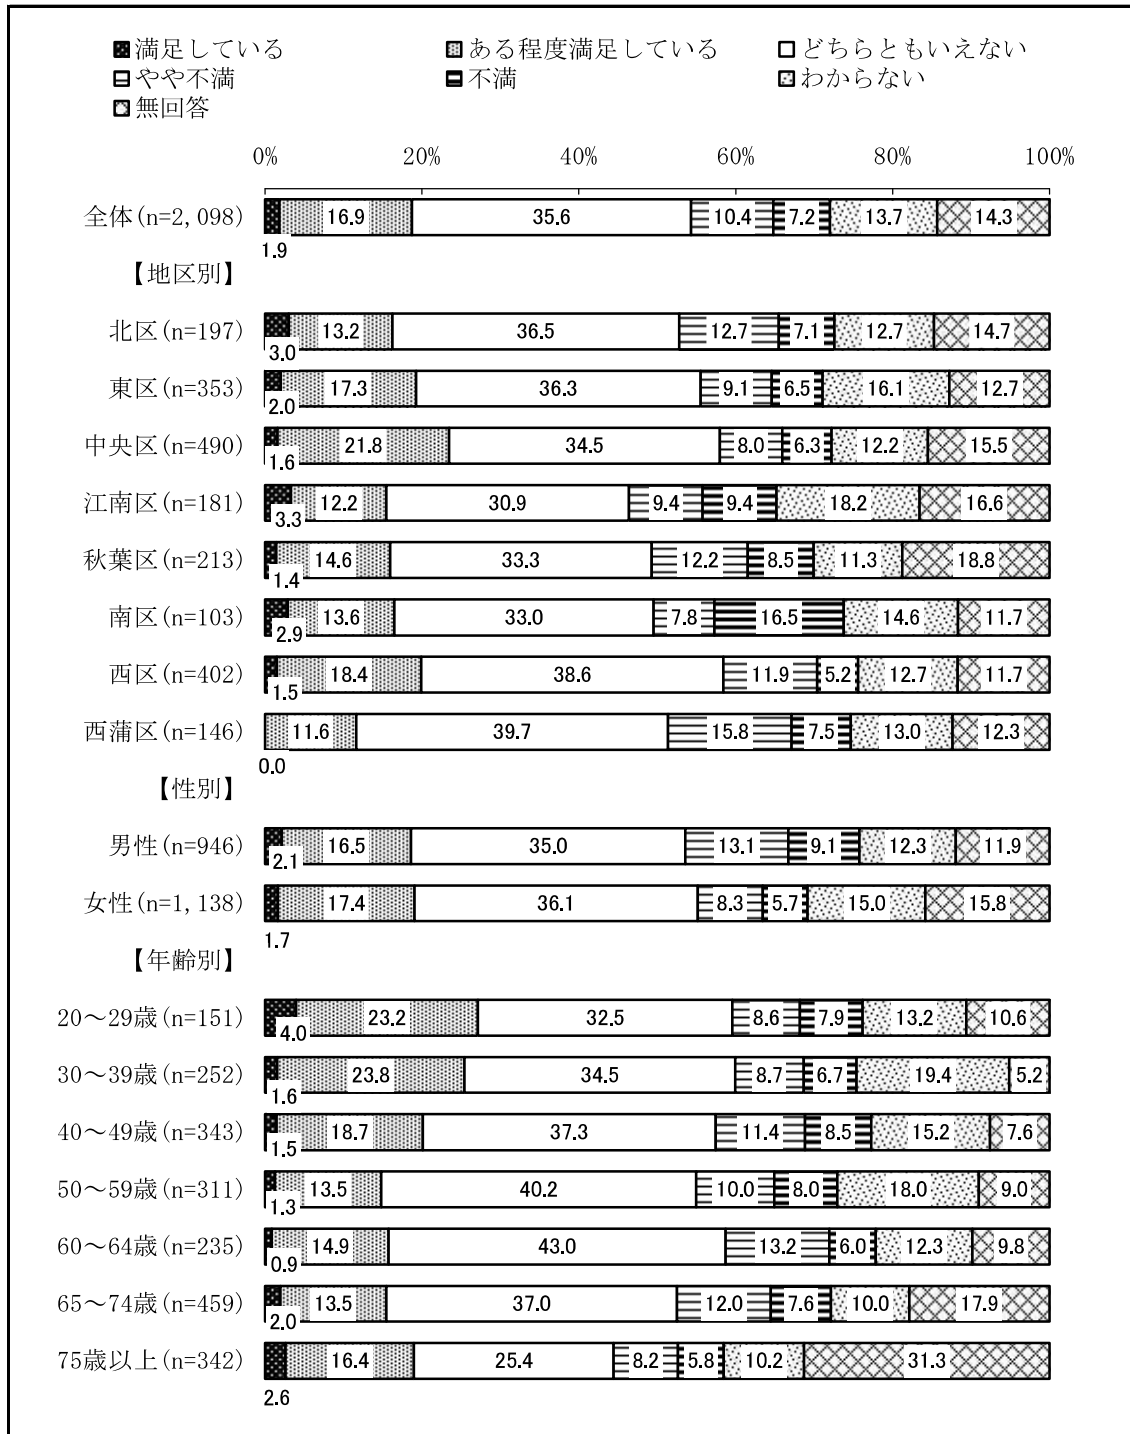 満足している ある程度満足している どちらともいえない
やや不満 不満 わからない
無回答
0% 20% 40% 60% 80% 100%
全体(n=2,098) 16.9 35.6 10.4 7.2 13.7 14.3
1.9
【地区別】
北区(n=197) 13.2 36.5 12.7 7.1 12.7 14.7
3.0
東区(n=353) 17.3 36.3 9.1 6.5 16.1 12.7
2.0
中央区(n=490) 21.8 34.5 8.0 6.3 12.2 15.5
1.6
江南区(n=181) 12.2 30.9 9.4 9.4 18.2 16.6
3.3
秋葉区(n=213) 14.6 33.3 12.2 8.5 11.3 18.8
1.4
南区(n=103) 13.6 33.0 7.8 16.5 14.6 11.7
2.9
西区(n=402) 18.4 38.6 11.9 5.2 12.7 11.7
1.5
西蒲区(n=146) 11.6 39.7 15.8 7.5 13.0 12.3
0.0
【性別】
男性(n=946) 16.5 35.0 13.1 9.1 12.3 11.9
2.1
女性(n=1,138) 17.4 36.1 8.3 5.7 15.0 15.8
1.7
【年齢別】
20～29歳(n=151) 23.2 32.5 8.6 7.9 13.2 10.6
4.0
30～39歳(n=252) 23.8 34.5 8.7 6.7 19.4 5.2
1.6
40～49歳(n=343) 18.7 37.3 11.4 8.5 15.2 7.6
1.5
50～59歳(n=311) 13.5 40.2 10.0 8.0 18.0 9.0
1.3
60～64歳(n=235) 14.9 43.0 13.2 6.0 12.3 9.8
0.9
65～74歳(n=459) 13.5 37.0 12.0 7.6 10.0 17.9
2.0
75歳以上(n=342) 16.4 25.4 8.2 5.8 10.2 31.3
2.6